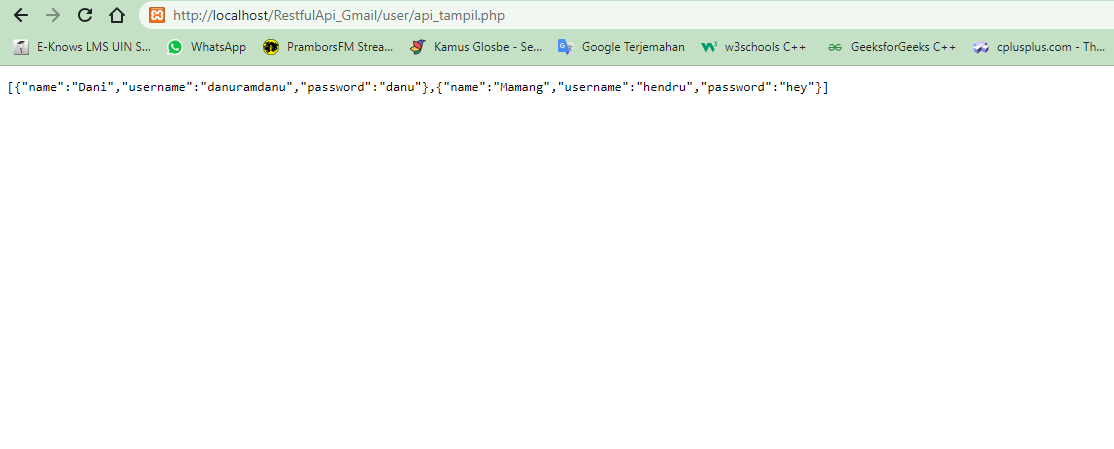 http://localhost/RestfulApi_Gmail/user/api_tampil.php
E-Knows LMS UIN S... WhatsApp PramborsFM Strea... Kamus Glosbe - Se... Google Terjemahan w3schools C++ GeeksforGeeks C++ cplusplus.com - Th...
[{"name":"Dani","username":"danuramdanu","password":"danu"},{"name":"Mamang","username":"hendru","password":"hey"}]